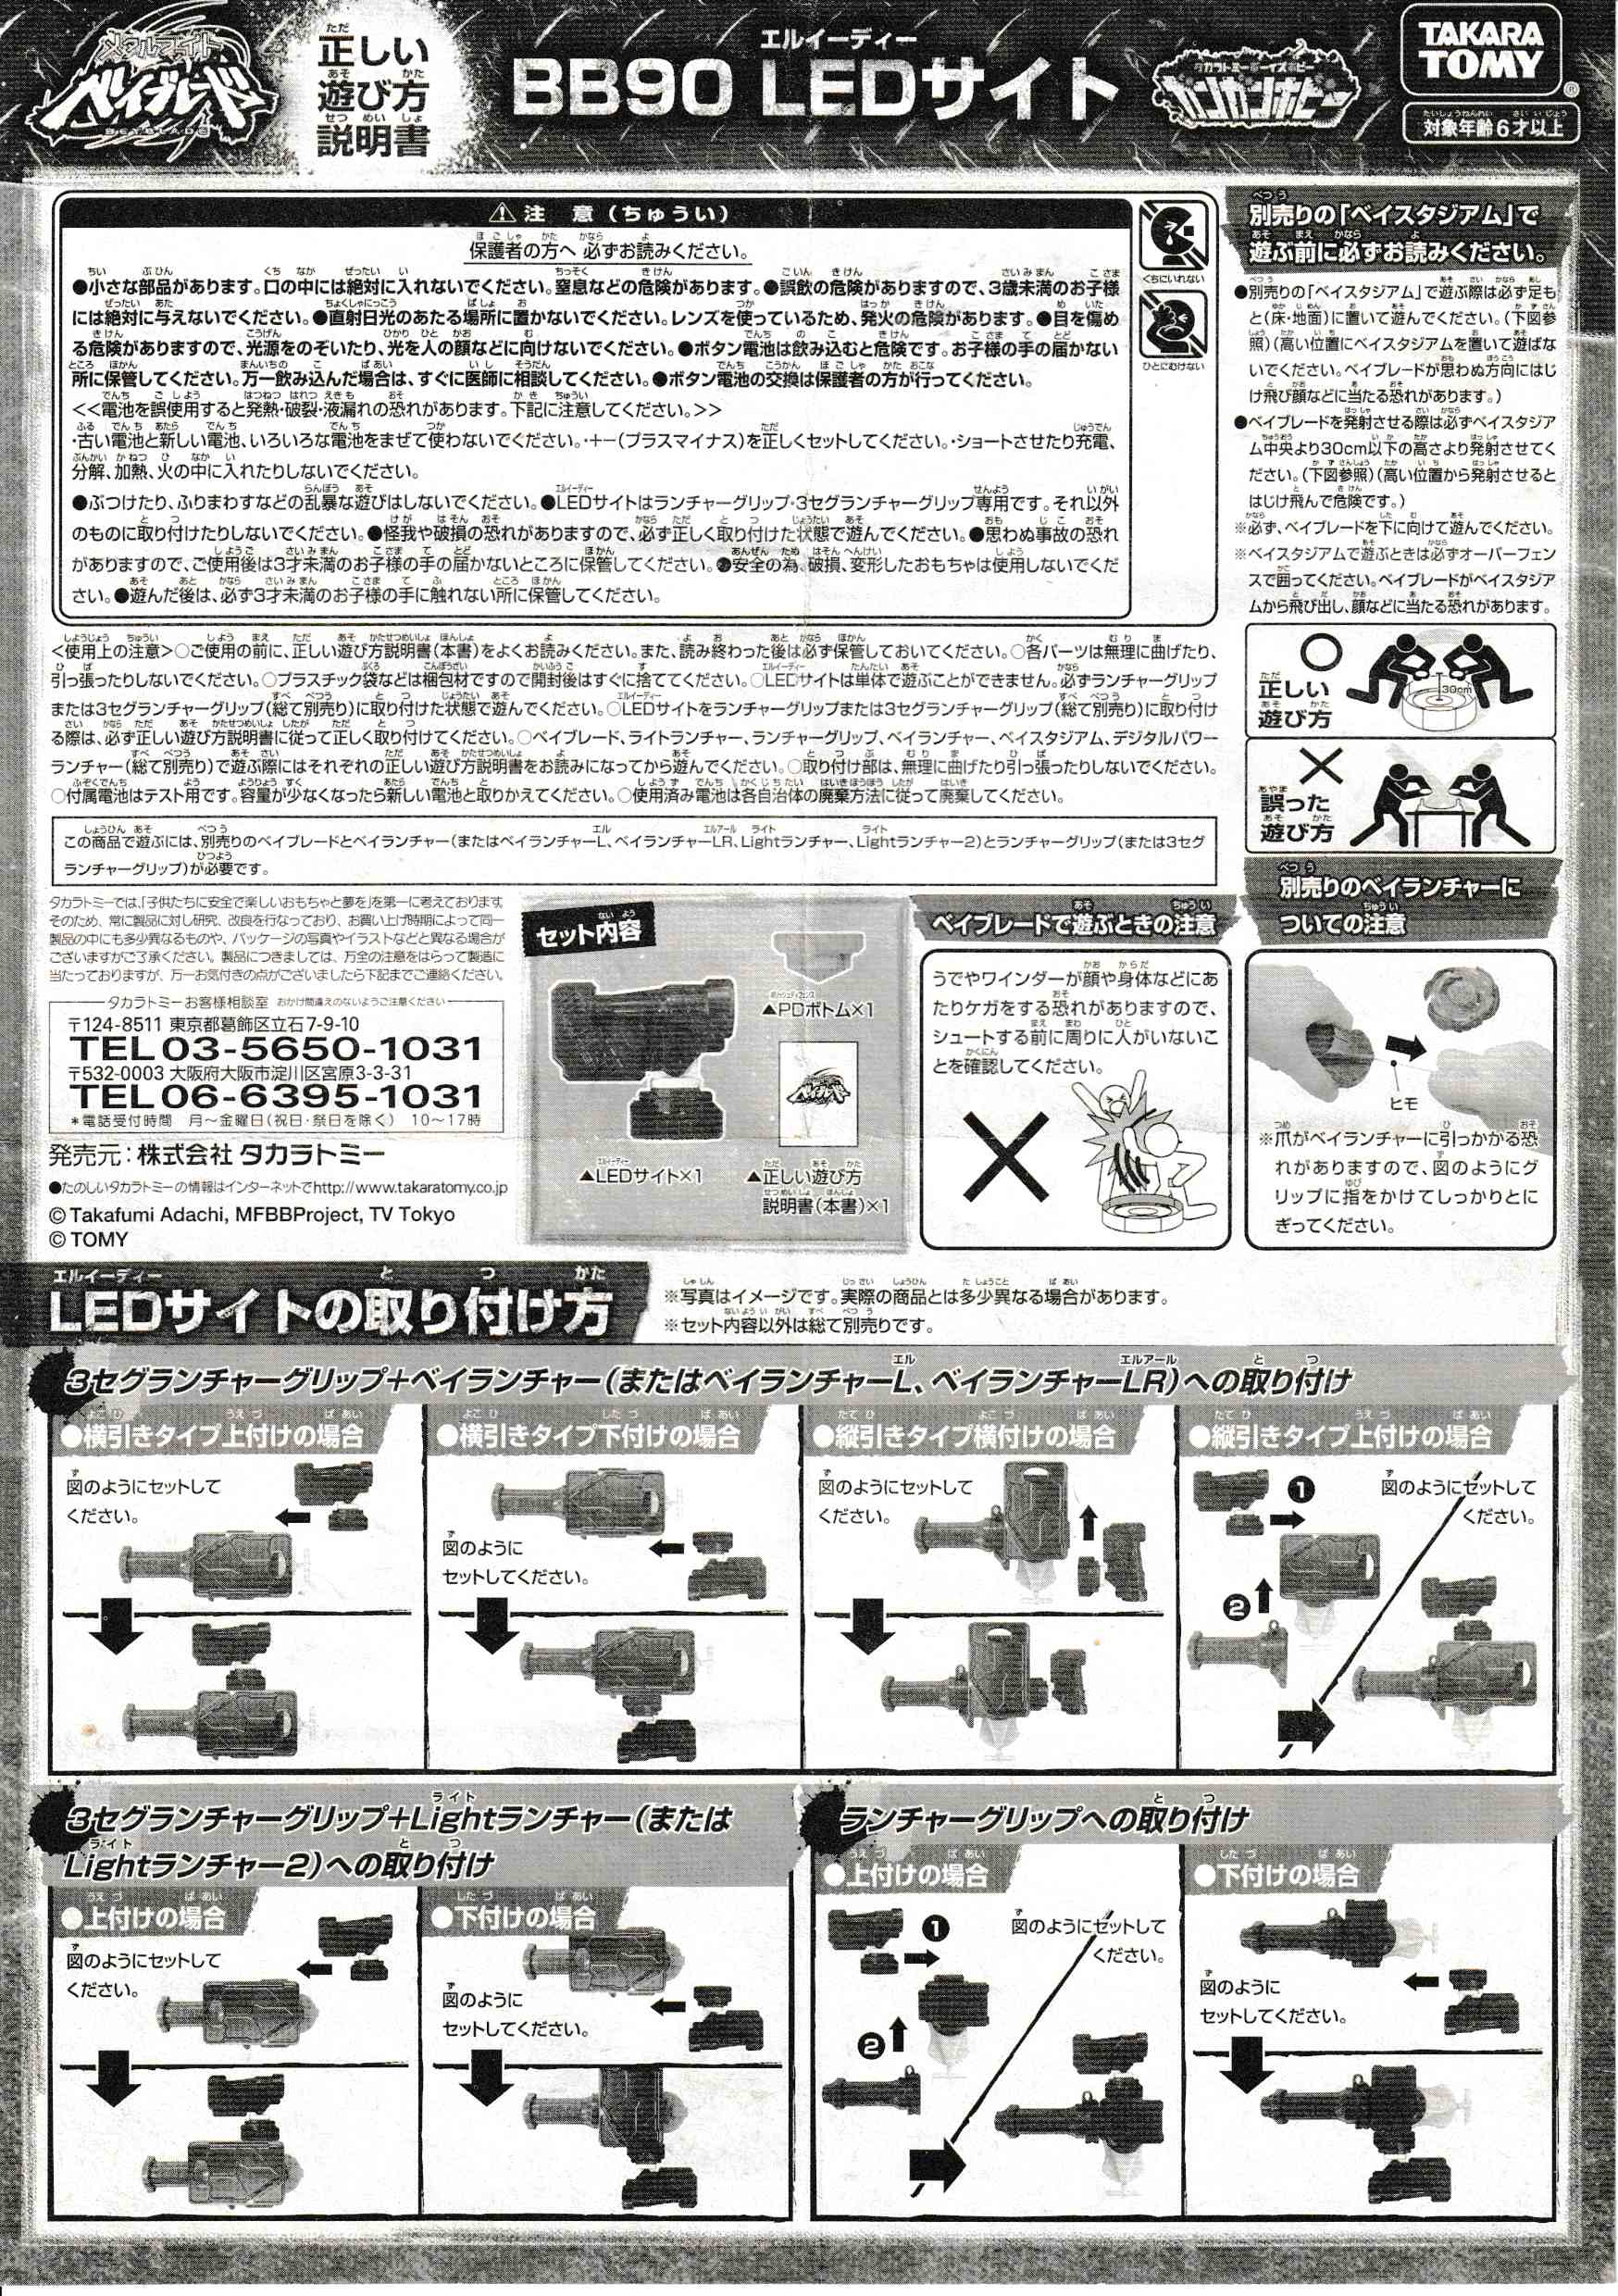 メタルファイト
ベイブレード
BEYBLADE
正しい
遊び方
説明書
エルイーディー
BB90 LEDサイト
タカラトミーボーイズホビー
ガンガンホビー
TAKARA
TOMY
対象年齢6才以上
⚠注 意(ちゅうい)
保護者の方へ 必ずお読みください。
●小さな部品があります。口の中には絶対に入れないでください。窒息などの危険があります。●誤飲の危険がありますので、3歳未満のお子様
には絶対に与えないでください。●直射日光のあたる場所に置かないでください。レンズを使っているため、発火の危険があります。●目を傷め
る危険がありますので、光源をのぞいたり、光を人の顔などに向けないでください。●ボタン電池は飲み込むと危険です。お子様の手の届かない
所に保管してください。万一飲み込んだ場合は、すぐに医師に相談してください。●ボタン電池の交換は保護者の方が行ってください。
<<電池を誤使用すると発熱・破裂・液漏れの恐れがあります。下記に注意してください。>>
・古い電池と新しい電池、いろいろな電池をまぜて使わないでください。・+−(プラスマイナス)を正しくセットしてください。・ショートさせたり充電、
分解、加熱、火の中に入れたりしないでください。
●ぶつけたり、ふりまわすなどの乱暴な遊びはしないでください。●LEDサイトはランチャーグリップ・3セグランチャーグリップ専用です。それ以外
のものに取り付けたりしないでください。●怪我や破損の恐れがありますので、必ず正しく取り付けた状態で遊んでください。●思わぬ事故の恐れ
がありますので、ご使用後は3才未満のお子様の手の届かないところに保管してください。●安全の為、破損、変形したおもちゃは使用しないでくだ
さい。●遊んだ後は、必ず3才未満のお子様の手に触れない所に保管してください。
くちにいれない
ひとにむけない
<使用上の注意>○ご使用の前に、正しい遊び方説明書(本書)をよくお読みください。また、読み終わった後は必ず保管しておいてください。○各パーツは無理に曲げたり、
引っ張ったりしないでください。○プラスチック袋などは梱包材ですので開封後はすぐに捨ててください。○LEDサイトは単体で遊ぶことができません。必ずランチャーグリップ
または3セグランチャーグリップ(総て別売り)に取り付けた状態で遊んでください。○LEDサイトをランチャーグリップまたは3セグランチャーグリップ(総て別売り)に取り付け
る際は、必ず正しい遊び方説明書に従って正しく取り付けてください。○ベイブレード、ライトランチャー、ランチャーグリップ、ベイランチャー、ベイスタジアム、デジタルパワー
ランチャー(総て別売り)で遊ぶ際にはそれぞれの正しい遊び方説明書をお読みになってから遊んでください。○取り付け部は、無理に曲げたり引っ張ったりしないでください。
○付属電池はテスト用です。容量が少なくなったら新しい電池と取りかえてください。○使用済み電池は各自治体の廃棄方法に従って廃棄してください。
この商品で遊ぶには、別売りのベイブレードとベイランチャー(またはベイランチャーL、ベイランチャーLR、Lightランチャー、Lightランチャー2)とランチャーグリップ(または3セグ
ランチャーグリップ)が必要です。
別売りの「ベイスタジアム」で
遊ぶ前に必ずお読みください。
●別売りの「ベイスタジアム」で遊ぶ際は必ず足も
と(床・地面)に置いて遊んでください。(下図参
照)(高い位置にベイスタジアムを置いて遊ばな
いでください。ベイブレードが思わぬ方向にはじ
け飛び顔などに当たる恐れがあります。)
●ベイブレードを発射させる際は必ずベイスタジア
ム中央より30cm以下の高さより発射させてく
ださい。(下図参照)(高い位置から発射させると
はじけ飛んで危険です。)
※必ず、ベイブレードを下に向けて遊んでください。
※ベイスタジアムで遊ぶときは必ずオーバーフェン
スで囲ってください。ベイブレードがベイスタジア
ムから飛び出し、顔などに当たる恐れがあります。
正しい
遊び方
30cm
誤った
遊び方
タカラトミーでは、「子供たちに安全で楽しいおもちゃと夢を」を第一に考えております。
そのため、常に製品に対し研究、改良を行なっており、お買い上げ時期によって同一
製品の中にも多少異なるものや、パッケージの写真やイラストなどと異なる場合が
ございますがご了承ください。製品につきましては、万全の注意をはらって製造に
当たっておりますが、万一お気付きの点がございましたら下記までご連絡ください。
タカラトミーお客様相談室 おかけ間違えのないようご注意ください
〒124-8511 東京都葛飾区立石7-9-10
TEL 03-5650-1031
〒532-0003 大阪府大阪市淀川区宮原3-3-31
TEL 06-6395-1031
*電話受付時間 月〜金曜日(祝日・祭日を除く) 10〜17時
発売元:株式会社 タカラトミー
●たのしいタカラトミーの情報はインターネットでhttp://www.takaratomy.co.jp
© Takafumi Adachi, MFBBProject, TV Tokyo
© TOMY
セット内容
▲PDボトム×1
▲LEDサイト×1
▲正しい遊び方
説明書(本書)×1
ベイブレードで遊ぶときの注意
うでやワインダーが顔や身体などにあ
たりケガをする恐れがありますので、
シュートする前に周りに人がいないこ
とを確認してください。
別売りのベイランチャーに
ついての注意
ヒモ
※爪がベイランチャーに引っかかる恐
れがありますので、図のようにグ
リップに指をかけてしっかりとに
ぎってください。
LEDサイトの取り付け方
※写真はイメージです。実際の商品とは多少異なる場合があります。
※セット内容以外は総て別売りです。
3セグランチャーグリップ+ベイランチャー(またはベイランチャーL、ベイランチャーLR)への取り付け
●横引きタイプ上付けの場合
図のようにセットして
ください。
●横引きタイプ下付けの場合
図のように
セットしてください。
●縦引きタイプ横付けの場合
図のようにセットして
ください。
●縦引きタイプ上付けの場合
❶
図のようにセットして
ください。
❷
3セグランチャーグリップ+Lightランチャー(または
Lightランチャー2)への取り付け
●上付けの場合
図のようにセットして
ください。
●下付けの場合
図のように
セットしてください。
ランチャーグリップへの取り付け
●上付けの場合
❶
図のようにセットして
ください。
❷
●下付けの場合
図のように
セットしてください。